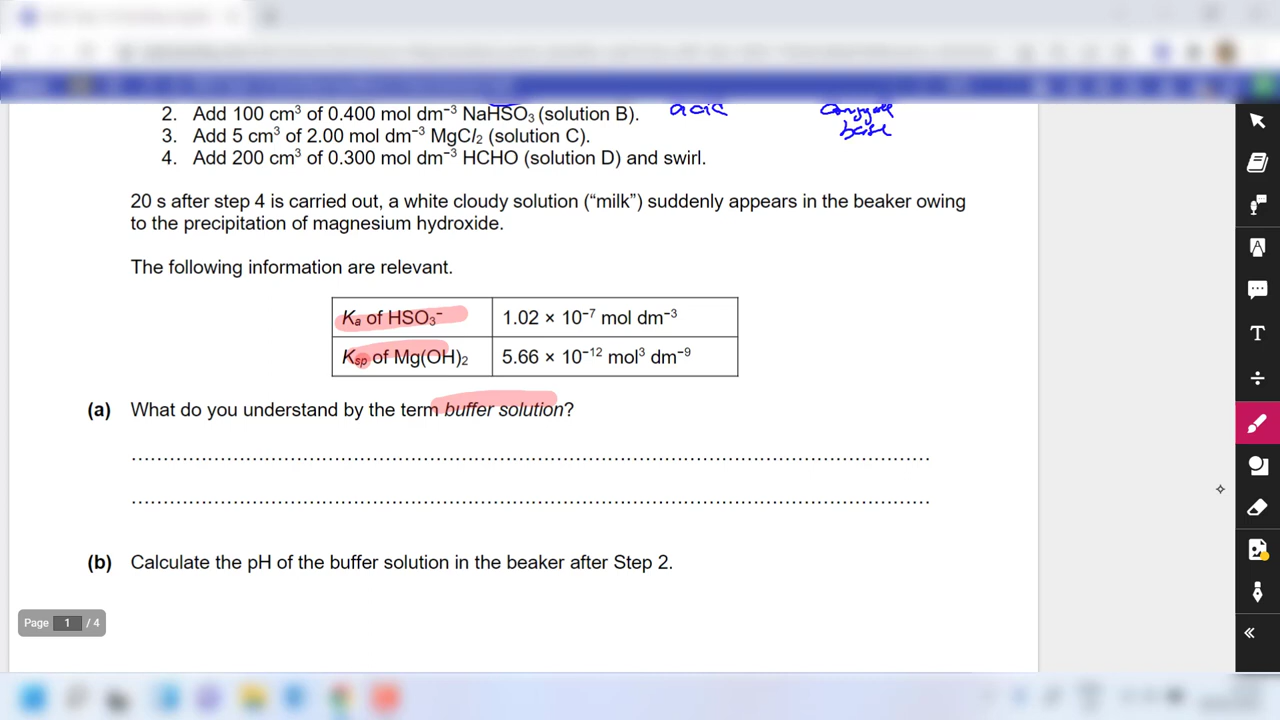 2. Add 100 cm³ of 0.400 mol dm⁻³ NaHSO₃ (solution B). acid conjugate
3. Add 5 cm³ of 2.00 mol dm⁻³ MgCl₂ (solution C). base
4. Add 200 cm³ of 0.300 mol dm⁻³ HCHO (solution D) and swirl.
20 s after step 4 is carried out, a white cloudy solution (“milk”) suddenly appears in the beaker owing
to the precipitation of magnesium hydroxide.
The following information are relevant.
Kₐ of HSO₃⁻ 1.02 × 10⁻⁷ mol dm⁻³
Ksp of Mg(OH)₂ 5.66 × 10⁻¹² mol³ dm⁻⁹
(a) What do you understand by the term buffer solution?
(b) Calculate the pH of the buffer solution in the beaker after Step 2.
Page 1 / 4